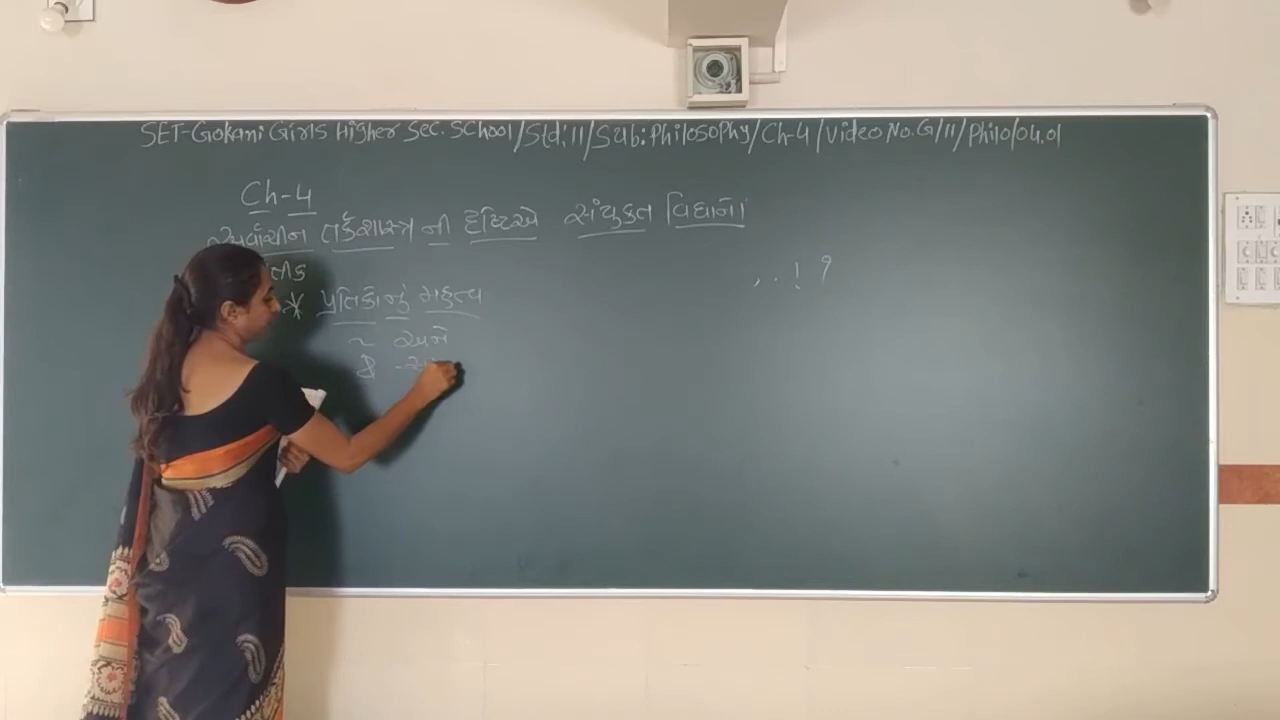 SET-Gokani Girls Higher Sec. School/Std:11/Sub:Philosophy/Ch-4/Video No.G/11/Philo/04.01
Ch-4
અર્વાચીન તર્કશાસ્ત્ર ની દૃષ્ટિએ સંયુક્ત વિધાનો
તીક
, . . ! ?
* પ્રતિકોનું મહત્વ
~ અને
&